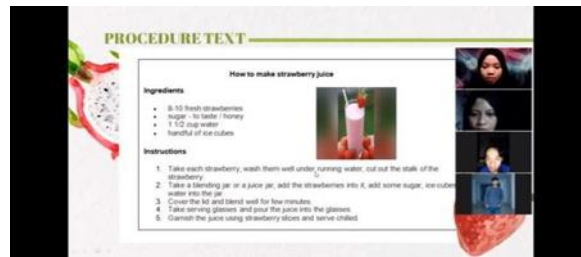 PROCEDURE TEXT
How to make strawberry juice
Ingredients
8-10 fresh strawberries
sugar - to taste / honey
1 1/2 cup water
handful of ice cubes
Instructions
1. Take each strawberry, wash them well under running water, cut out the stalk of the
strawberry.
2. Take a blending jar or a juice jar, add the strawberries into it, add some sugar, ice cubes
water into the jar
3. Cover the lid and blend well for few minutes.
4. Take serving glasses and pour the juice into the glasses
5. Garnish the juice using strawberry slices and serve chilled.